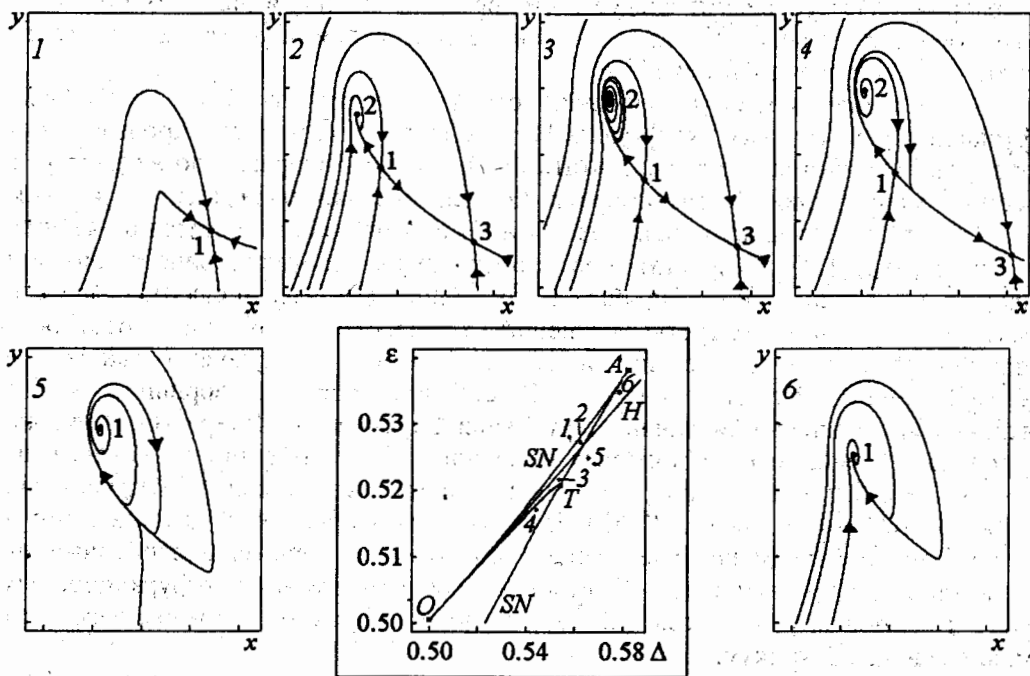 y 1 1 x
y 2 2 1 3 x
y 3 2 1 3 x
y 4 2 1 3 x
y 5 1 x
ε
0.53
0.52
0.51
0.50
0.50 0.54 0.58 Δ
A 6 H
2
1
SN 5
3
T
4
O SN
y 6 1 x